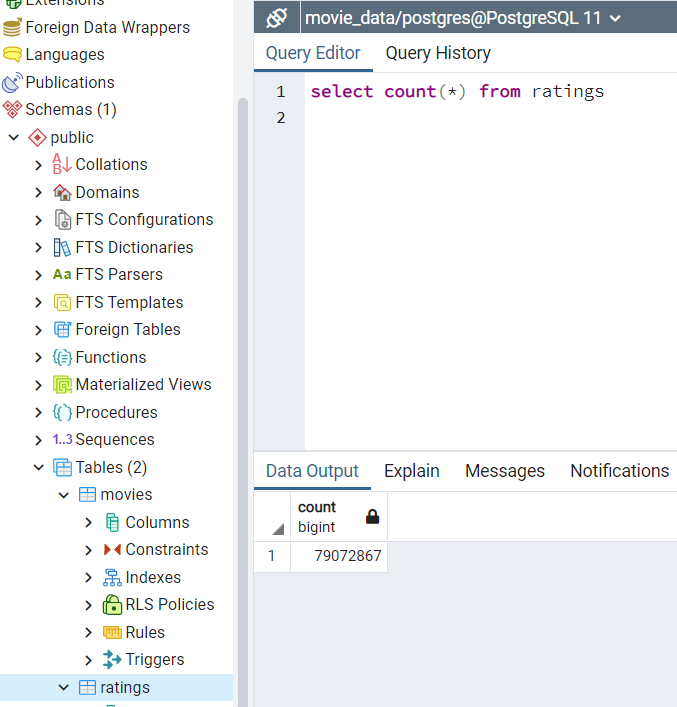 Extensions
Foreign Data Wrappers
Languages
Publications
Schemas (1)
public
Collations
Domains
FTS Configurations
FTS Dictionaries
Aa FTS Parsers
FTS Templates
Foreign Tables
Functions
Materialized Views
Procedures
1..3 Sequences
Tables (2)
movies
Columns
Constraints
Indexes
RLS Policies
Rules
Triggers
ratings
movie_data/postgres@PostgreSQL 11
Query Editor Query History
1 select count(*) from ratings
2
Data Output Explain Messages Notifications
count
bigint
1 79072867